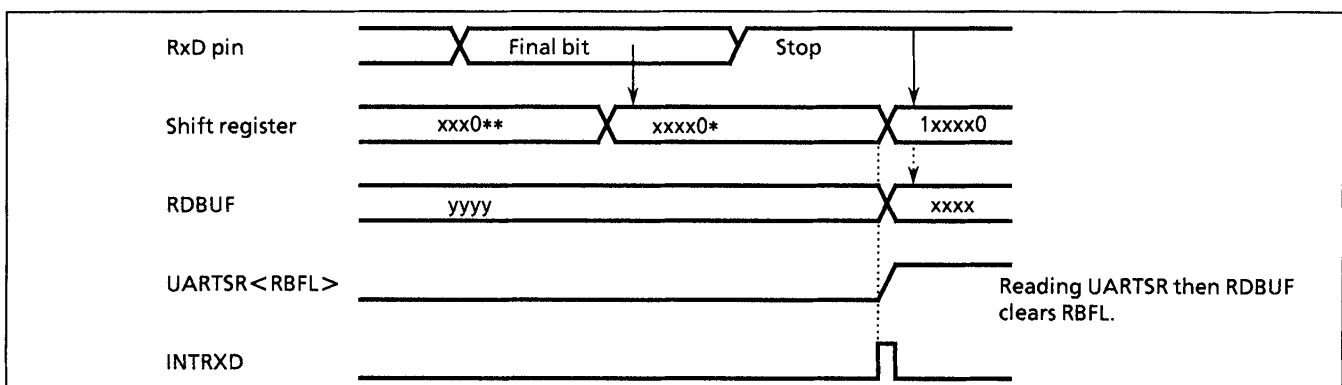 RxD pin Final bit Stop
Shift register xxx0** xxxx0* 1xxxx0
RDBUF yyyy xxxx
UARTSR<RBFL> Reading UARTSR then RDBUF
clears RBFL.
INTRXD